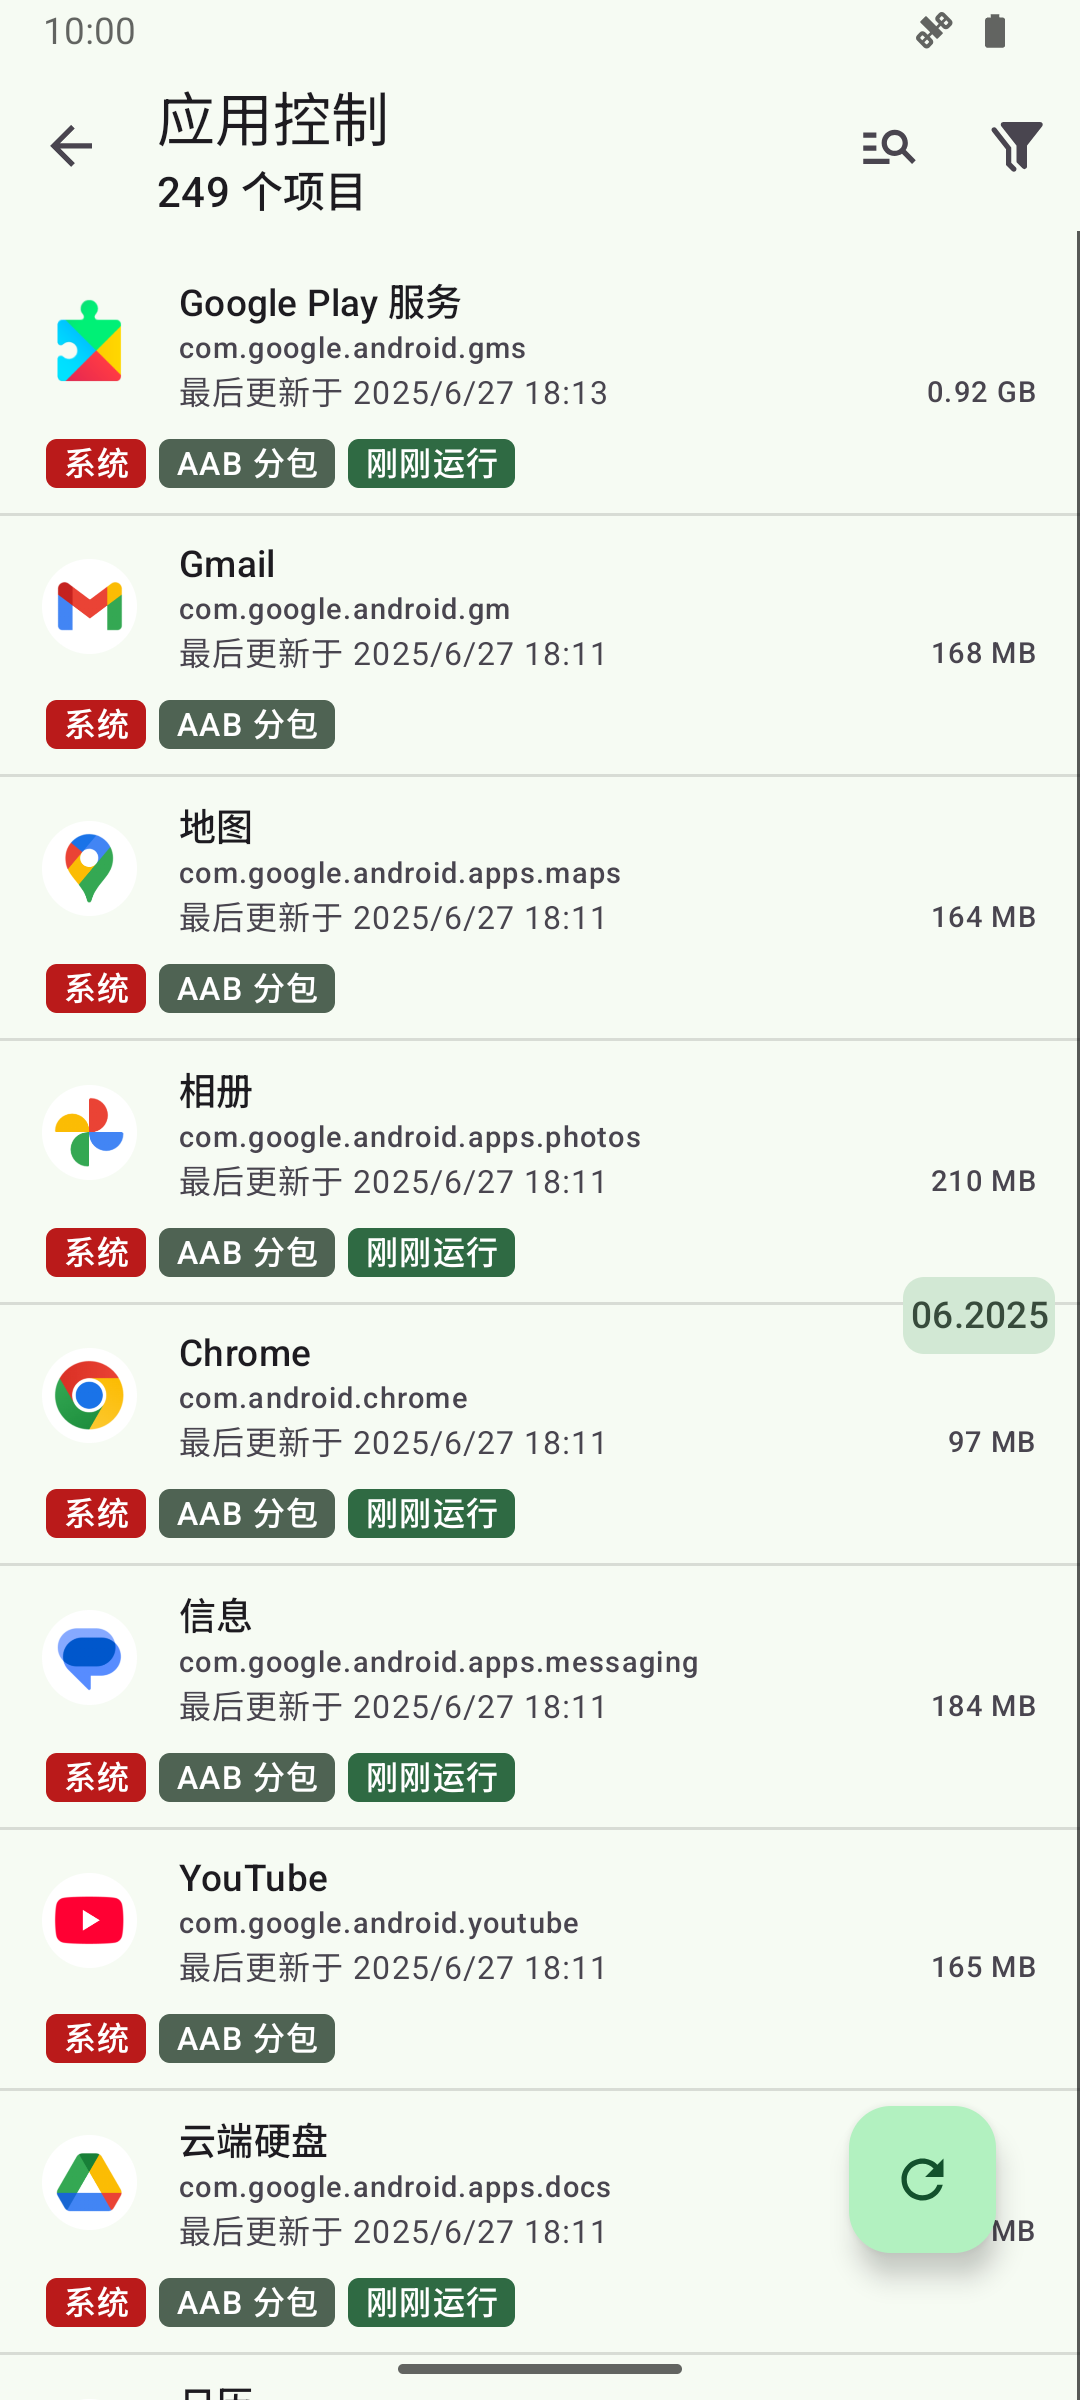 10:00
应用控制
249 个项目
Google Play 服务
com.google.android.gms
最后更新于 2025/6/27 18:13
0.92 GB
系统 AAB 分包 刚刚运行
Gmail
com.google.android.gm
最后更新于 2025/6/27 18:11
168 MB
系统 AAB 分包
地图
com.google.android.apps.maps
最后更新于 2025/6/27 18:11
164 MB
系统 AAB 分包
相册
com.google.android.apps.photos
最后更新于 2025/6/27 18:11
210 MB
系统 AAB 分包 刚刚运行
06.2025
Chrome
com.android.chrome
最后更新于 2025/6/27 18:11
97 MB
系统 AAB 分包 刚刚运行
信息
com.google.android.apps.messaging
最后更新于 2025/6/27 18:11
184 MB
系统 AAB 分包 刚刚运行
YouTube
com.google.android.youtube
最后更新于 2025/6/27 18:11
165 MB
系统 AAB 分包
云端硬盘
com.google.android.apps.docs
最后更新于 2025/6/27 18:11
MB
系统 AAB 分包 刚刚运行